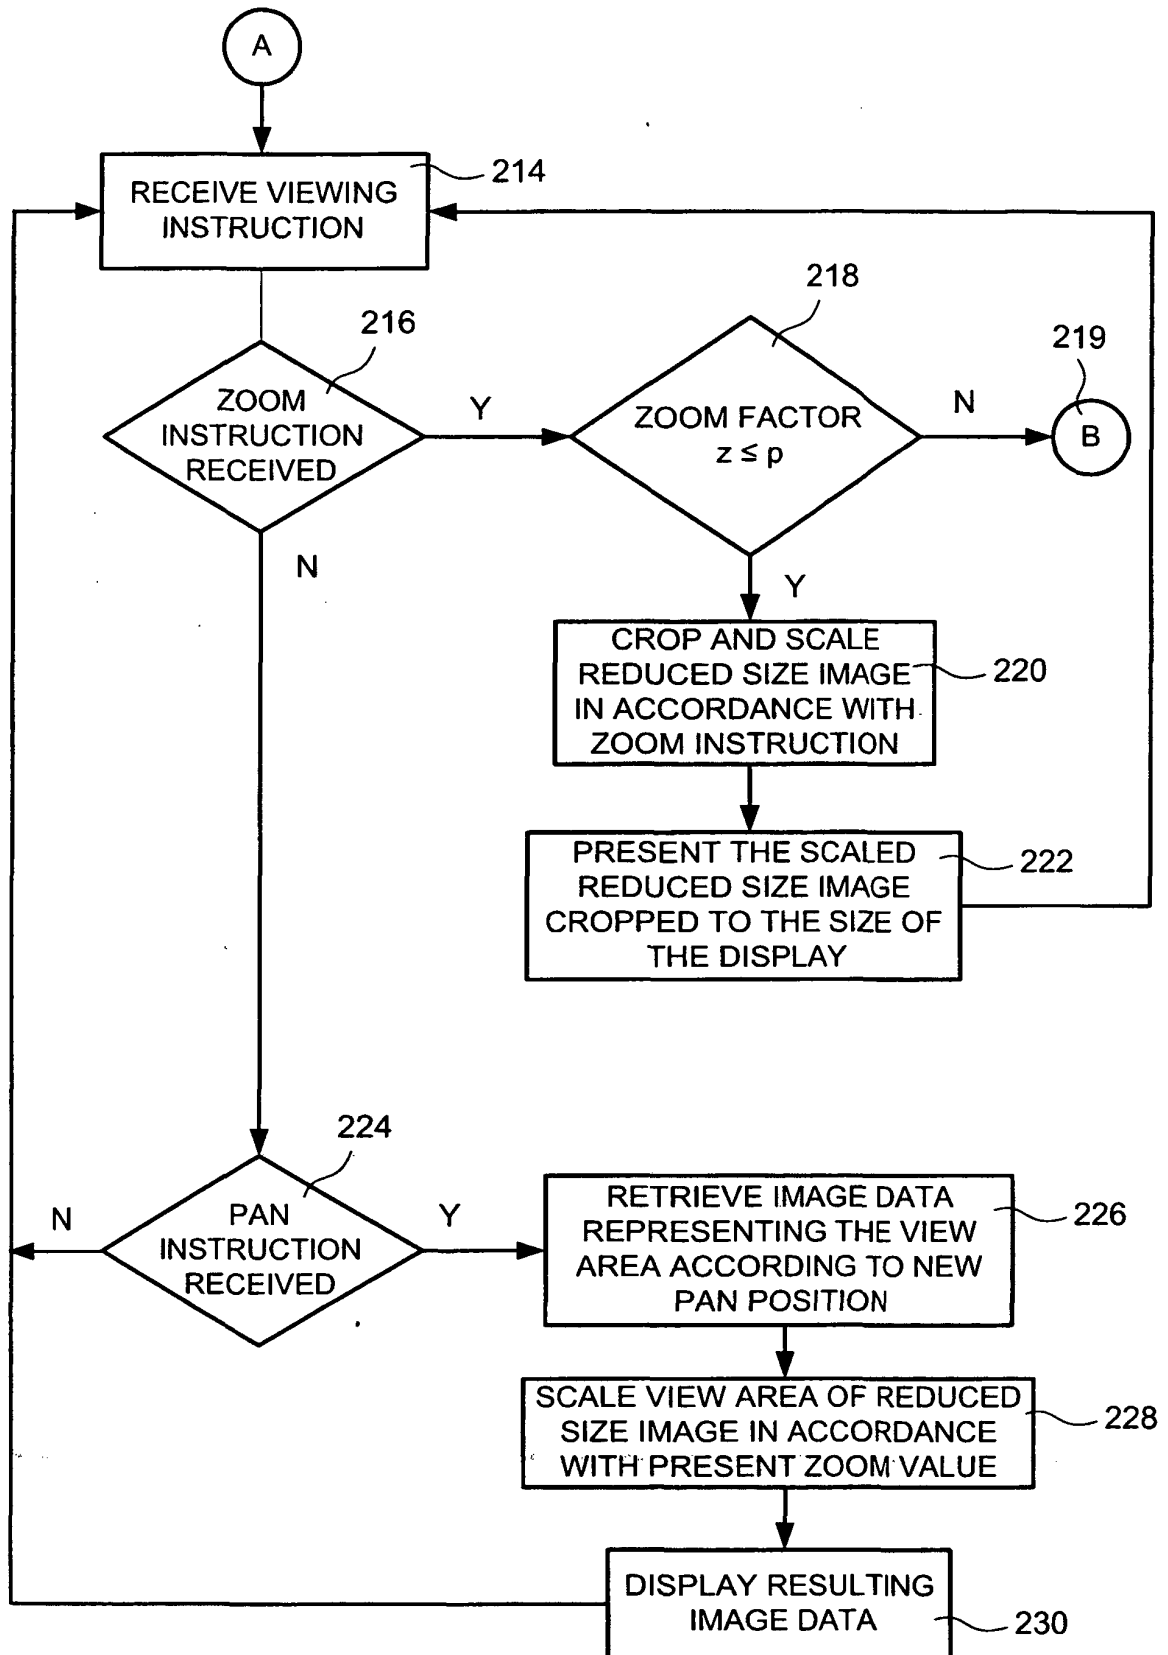 A
RECEIVE VIEWING
INSTRUCTION
214
216
ZOOM
INSTRUCTION
RECEIVED
Y
N
218
ZOOM FACTOR
z ≤ p
N
219
B
Y
CROP AND SCALE
REDUCED SIZE IMAGE
IN ACCORDANCE WITH
ZOOM INSTRUCTION
220
PRESENT THE SCALED
REDUCED SIZE IMAGE
CROPPED TO THE SIZE OF
THE DISPLAY
222
224
PAN
INSTRUCTION
RECEIVED
N
Y
RETRIEVE IMAGE DATA
REPRESENTING THE VIEW
AREA ACCORDING TO NEW
PAN POSITION
226
SCALE VIEW AREA OF REDUCED
SIZE IMAGE IN ACCORDANCE
WITH PRESENT ZOOM VALUE
228
DISPLAY RESULTING
IMAGE DATA
230